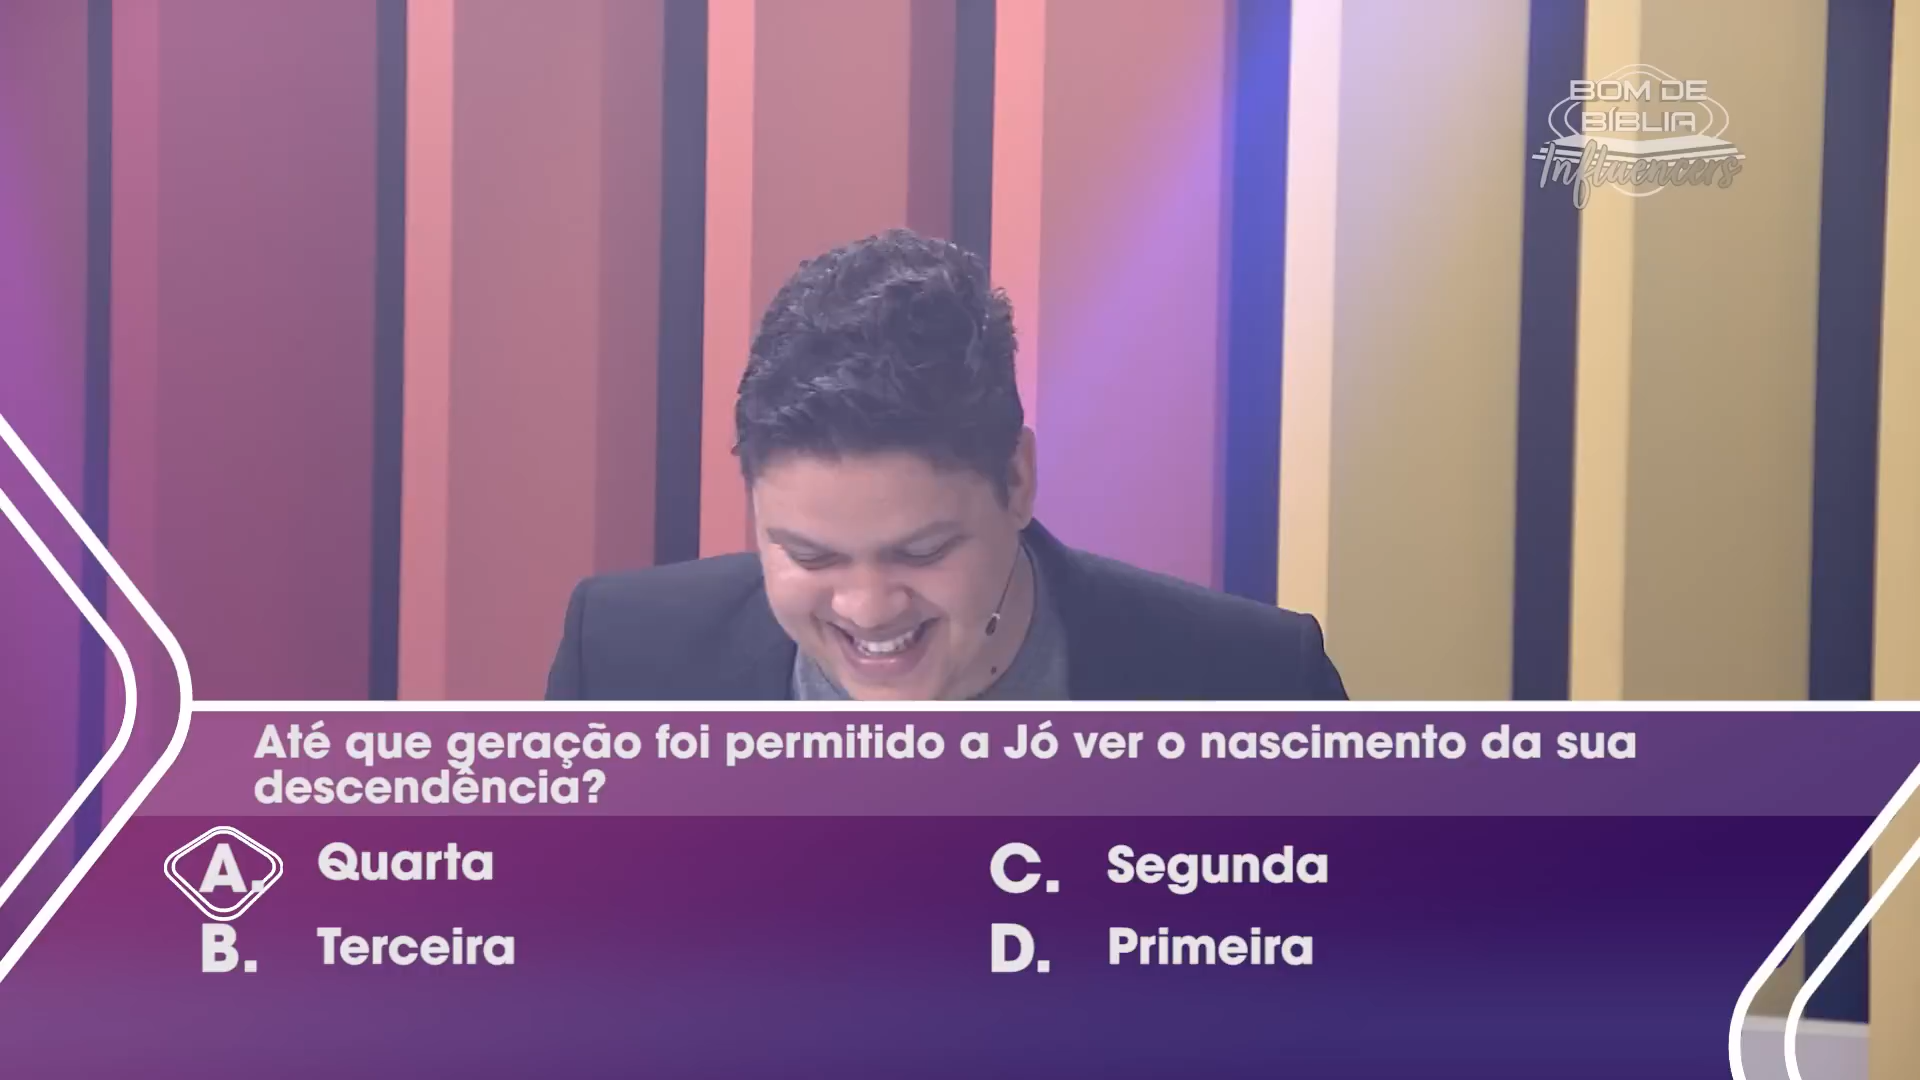 BOM DE
BÍBLIA
Influencers
Até que geração foi permitido a Jó ver o nascimento da sua
descendência?
A. Quarta
C. Segunda
B. Terceira
D. Primeira